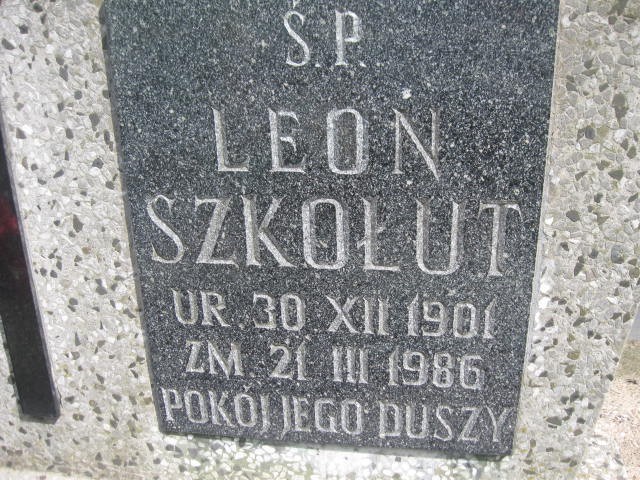 Ś.P.
LEON
SZKOŁUT
UR. 30. XII 1901
ZM. 21. III 1986
POKÓJ JEGO DUSZY